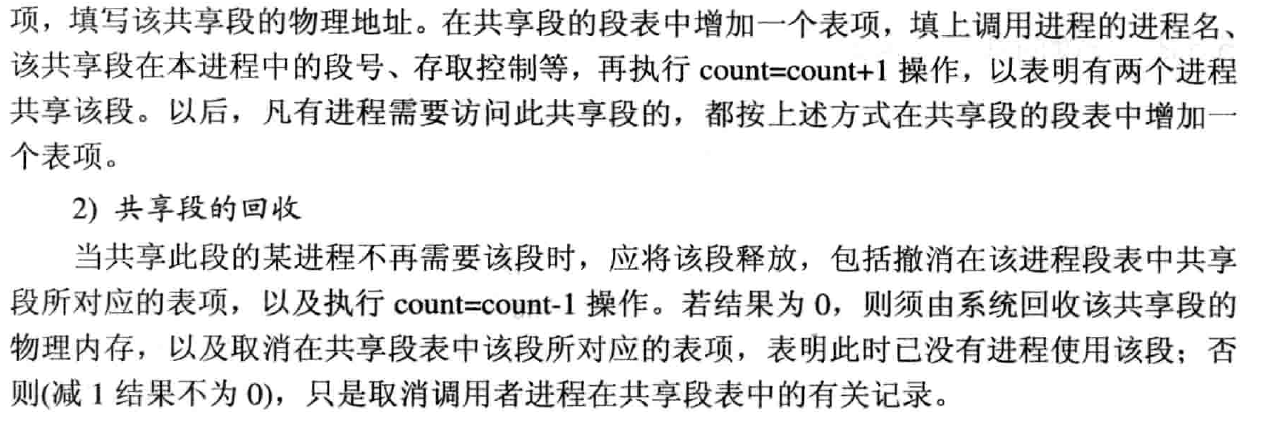 项，填写该共享段的物理地址。在共享段的段表中增加一个表项，填上调用进程的进程名、
该共享段在本进程中的段号、存取控制等，再执行 count=count+1 操作，以表明有两个进程
共享该段。以后，凡有进程需要访问此共享段的，都按上述方式在共享段的段表中增加一
个表项。
2) 共享段的回收
当共享此段的某进程不再需要该段时，应将该段释放，包括撤消在该进程段表中共享
段所对应的表项，以及执行 count=count-1 操作。若结果为 0，则须由系统回收该共享段的
物理内存，以及取消在共享段表中该段所对应的表项，表明此时已没有进程使用该段；否
则(减 1 结果不为 0)，只是取消调用者进程在共享段表中的有关记录。